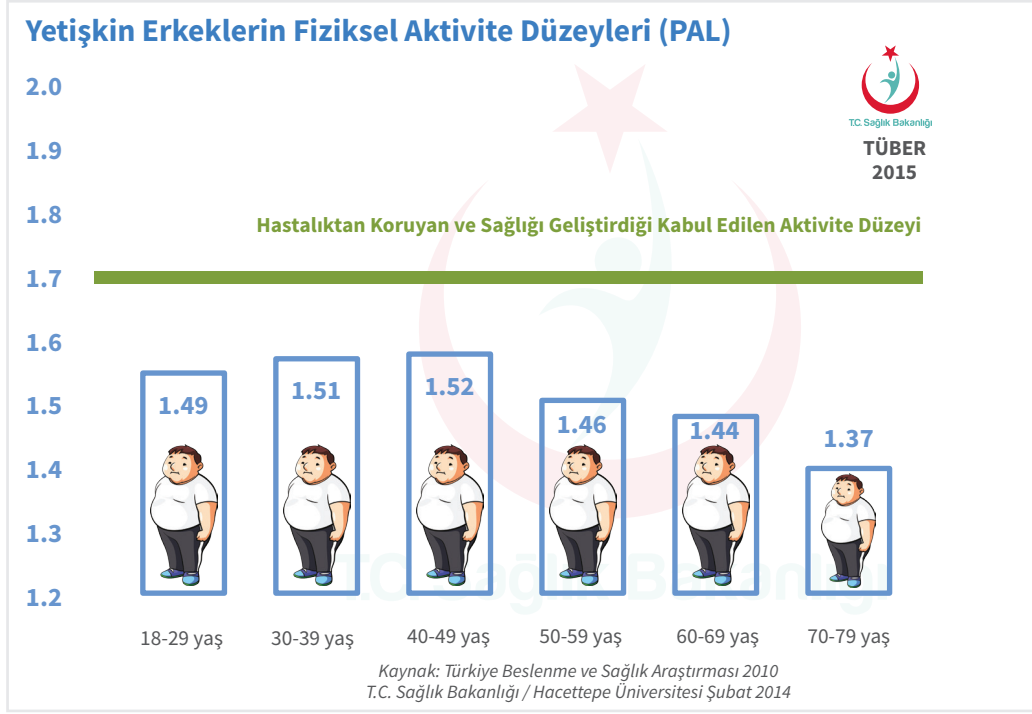 Yetişkin Erkeklerin Fiziksel Aktivite Düzeyleri (PAL)
T.C. Sağlık Bakanlığı
TÜBER
2015
2.0
1.9
1.8
Hastalıktan Koruyan ve Sağlığı Geliştirdiği Kabul Edilen Aktivite Düzeyi
1.7
1.6
1.5
1.4
1.3
1.2
1.49
1.51
1.52
1.46
1.44
1.37
T.C. Sağlık Bakanlığı
18-29 yaş
30-39 yaş
40-49 yaş
50-59 yaş
60-69 yaş
70-79 yaş
Kaynak: Türkiye Beslenme ve Sağlık Araştırması 2010
T.C. Sağlık Bakanlığı / Hacettepe Üniversitesi Şubat 2014